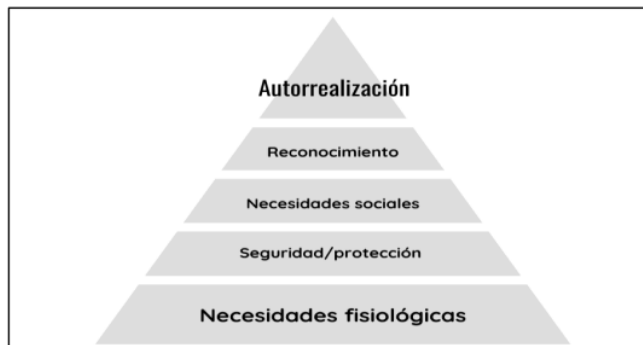 Autorrealización
Reconocimiento
Necesidades sociales
Seguridad/protección
Necesidades fisiológicas